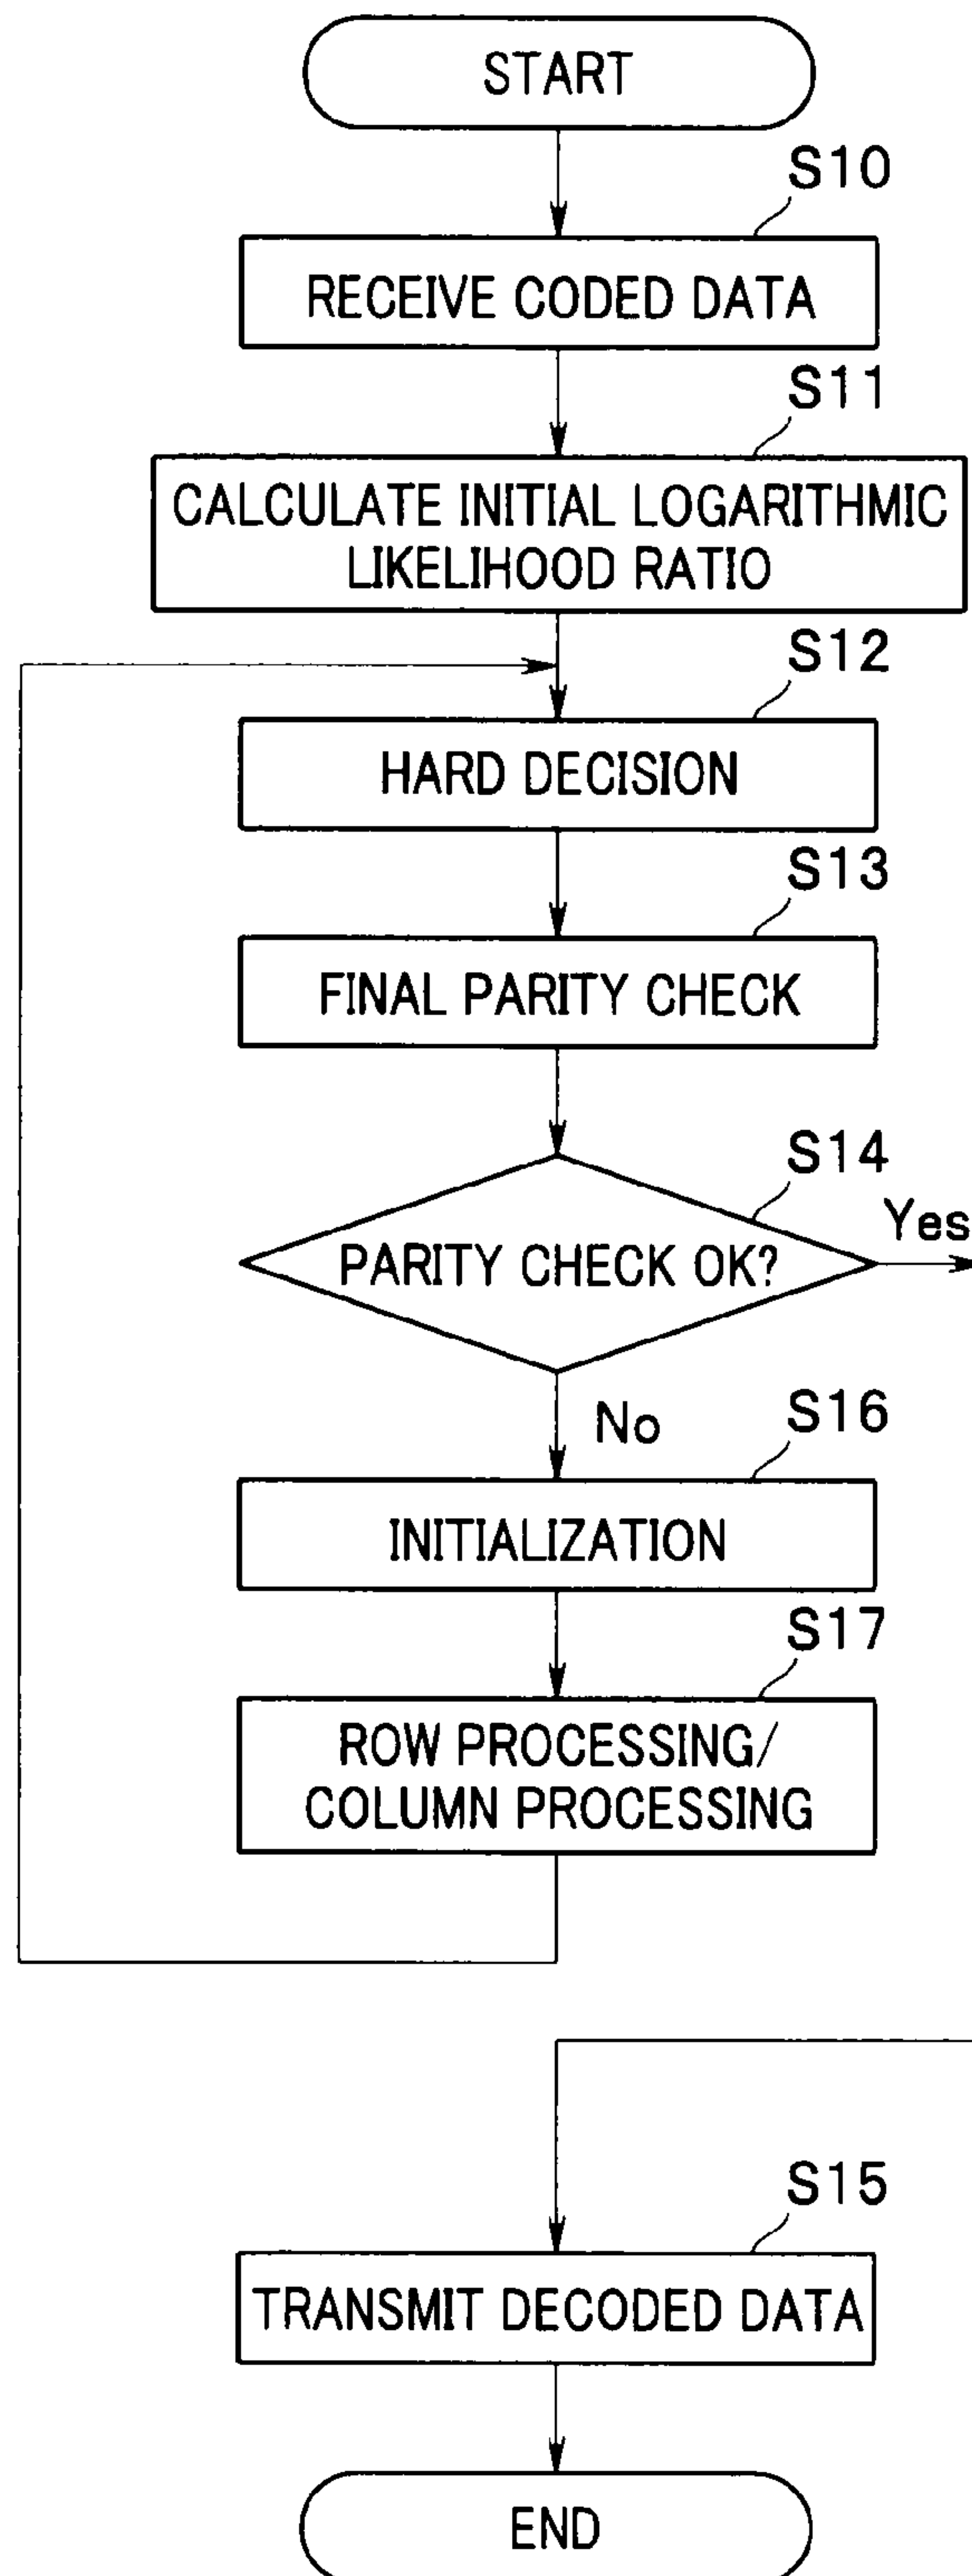 START
S10
RECEIVE CODED DATA
S11
CALCULATE INITIAL LOGARITHMIC
LIKELIHOOD RATIO
S12
HARD DECISION
S13
FINAL PARITY CHECK
S14
Yes
PARITY CHECK OK?
No
S16
INITIALIZATION
S17
ROW PROCESSING/
COLUMN PROCESSING
S15
TRANSMIT DECODED DATA
END